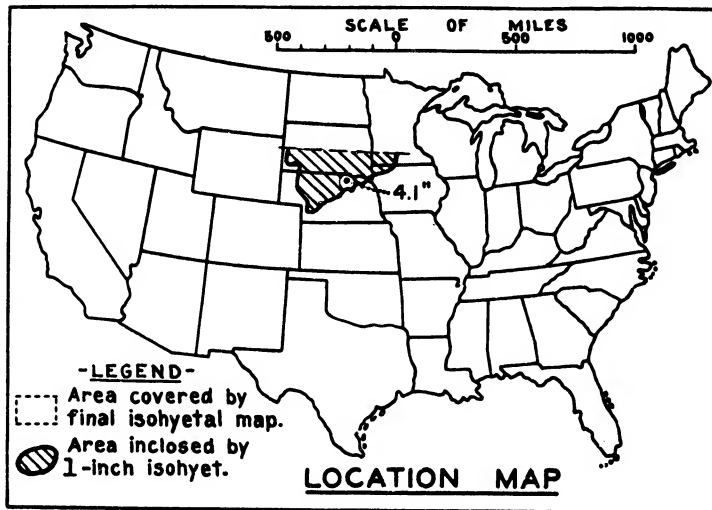 SCALE OF MILES
500 0 500 1000
4.1"
-LEGEND-
Area covered by
final isohyetal map.
Area inclosed by
1-inch isohyet.
LOCATION MAP